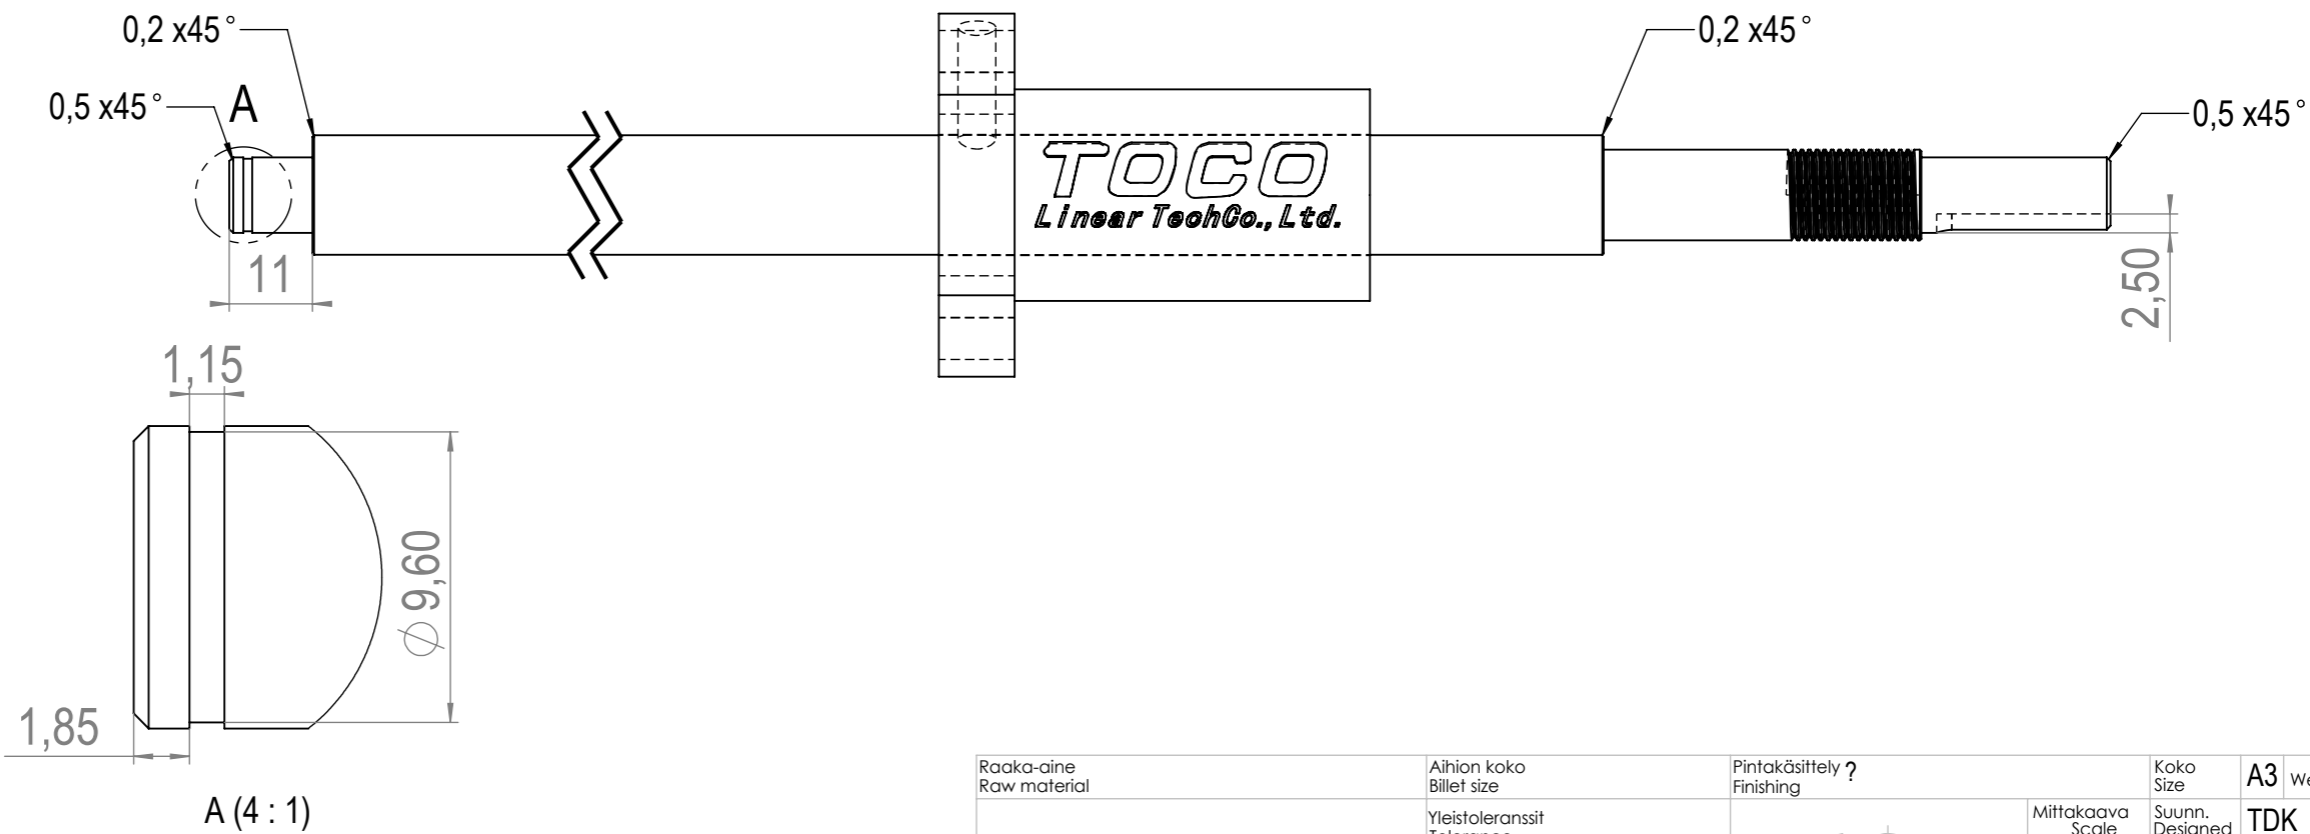 0,2 x45°
0,2 x45°
0,5 x45°
A
0,5 x45°
TOCO
Linear TechCo.,Ltd.
11
2,50
1,15
Ø 9,60
1,85
A (4 : 1)
Raaka-aine
Raw material
Aihion koko
Billet size
Pintakäsittely ?
Finishing
Koko
Size
A3
Yleistoleranssit
Mittakaava
Scale
Suunn.
Designed
TDK